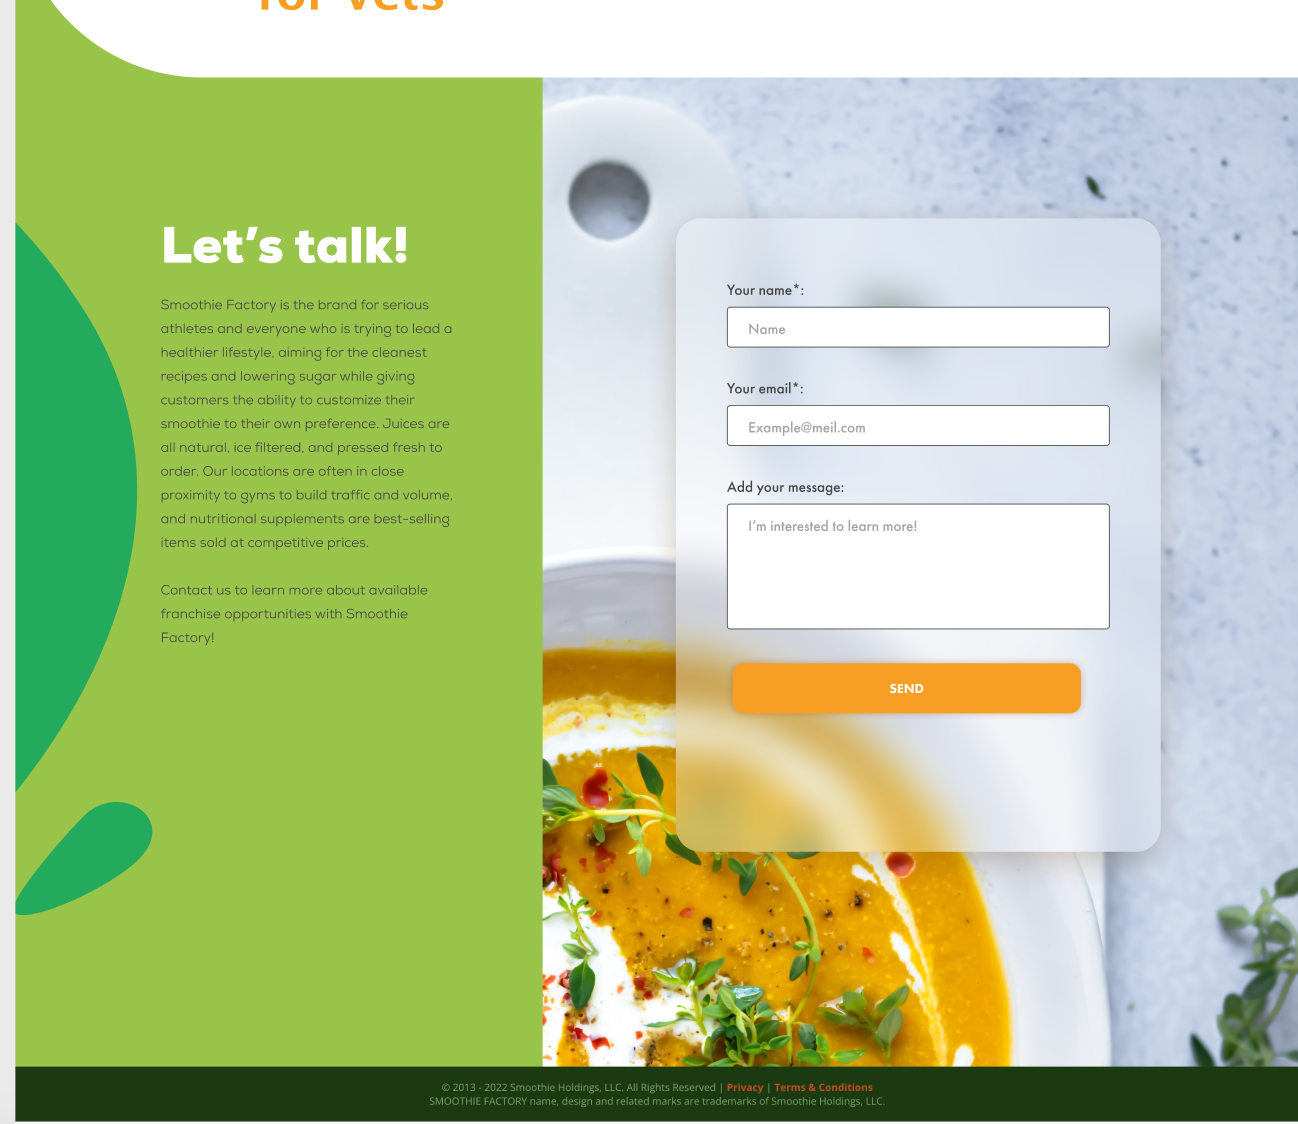 for vets
Let's talk!
Smoothie Factory is the brand for serious
athletes and everyone who is trying to lead a
healthier lifestyle, aiming for the cleanest
recipes and lowering sugar while giving
customers the ability to customize their
smoothie to their own preference. Juices are
all natural, ice filtered, and pressed fresh to
order. Our locations are often in close
proximity to gyms to build traffic and volume,
and nutritional supplements are best-selling
items sold at competitive prices.
Contact us to learn more about available
franchise opportunities with Smoothie
Factory!
Your name*:
Name
Your email*:
Example@meil.com
Add your message:
I'm interested to learn more!
SEND
© 2013 - 2022 Smoothie Holdings, LLC. All Rights Reserved | Privacy | Terms & Conditions
SMOOTHIE FACTORY name, design and related marks are trademarks of Smoothie Holdings, LLC.